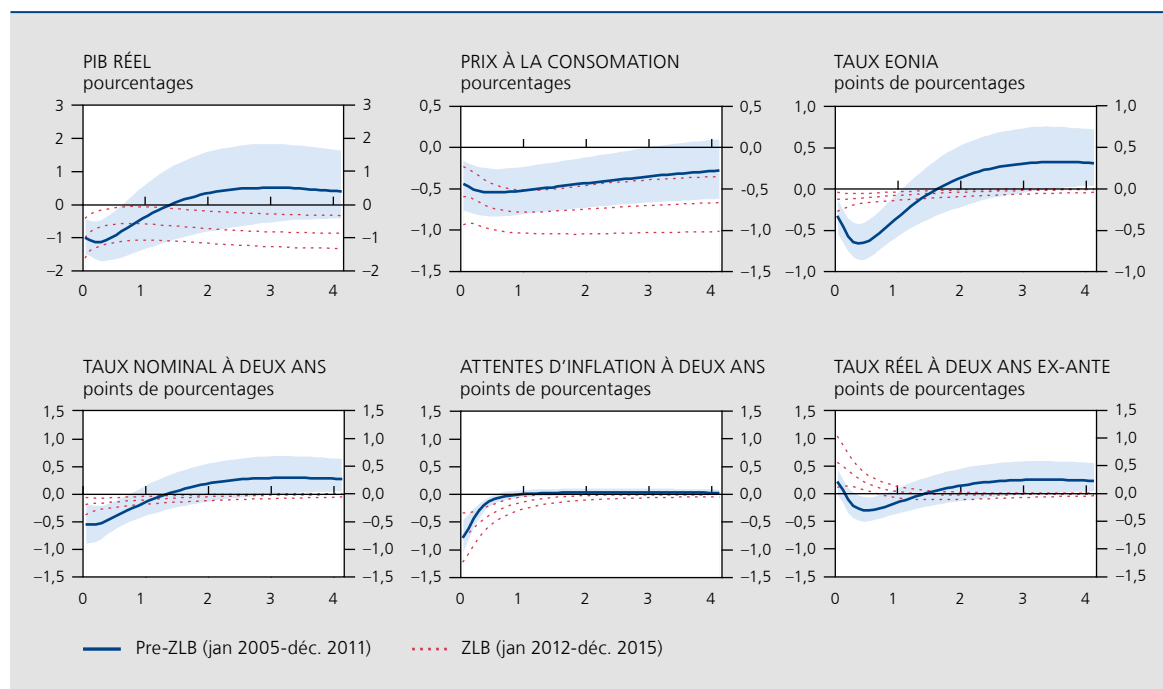 PIB RÉEL
pourcentages
3 3
2 2
1 1
0 0
–1 –1
–2 –2
0 1 2 3 4
PRIX À LA CONSOMATION
pourcentages
0,5 0,5
0,0 0,0
–0,5 –0,5
–1,0 –1,0
–1,5 –1,5
0 1 2 3 4
TAUX EONIA
points de pourcentages
1,0 1,0
0,5 0,5
0,0 0,0
–0,5 –0,5
–1,0 –1,0
0 1 2 3 4
TAUX NOMINAL À DEUX ANS
points de pourcentages
1,5 1,5
1,0 1,0
0,5 0,5
0,0 0,0
–0,5 –0,5
–1,0 –1,0
–1,5 –1,5
0 1 2 3 4
ATTENTES D'INFLATION À DEUX ANS
points de pourcentages
1,5 1,5
1,0 1,0
0,5 0,5
0,0 0,0
–0,5 –0,5
–1,0 –1,0
–1,5 –1,5
0 1 2 3 4
TAUX RÉEL À DEUX ANS EX-ANTE
points de pourcentages
1,5 1,5
1,0 1,0
0,5 0,5
0,0 0,0
–0,5 –0,5
–1,0 –1,0
–1,5 –1,5
0 1 2 3 4
Pre-ZLB (jan 2005-déc. 2011) ZLB (jan 2012-déc. 2015)